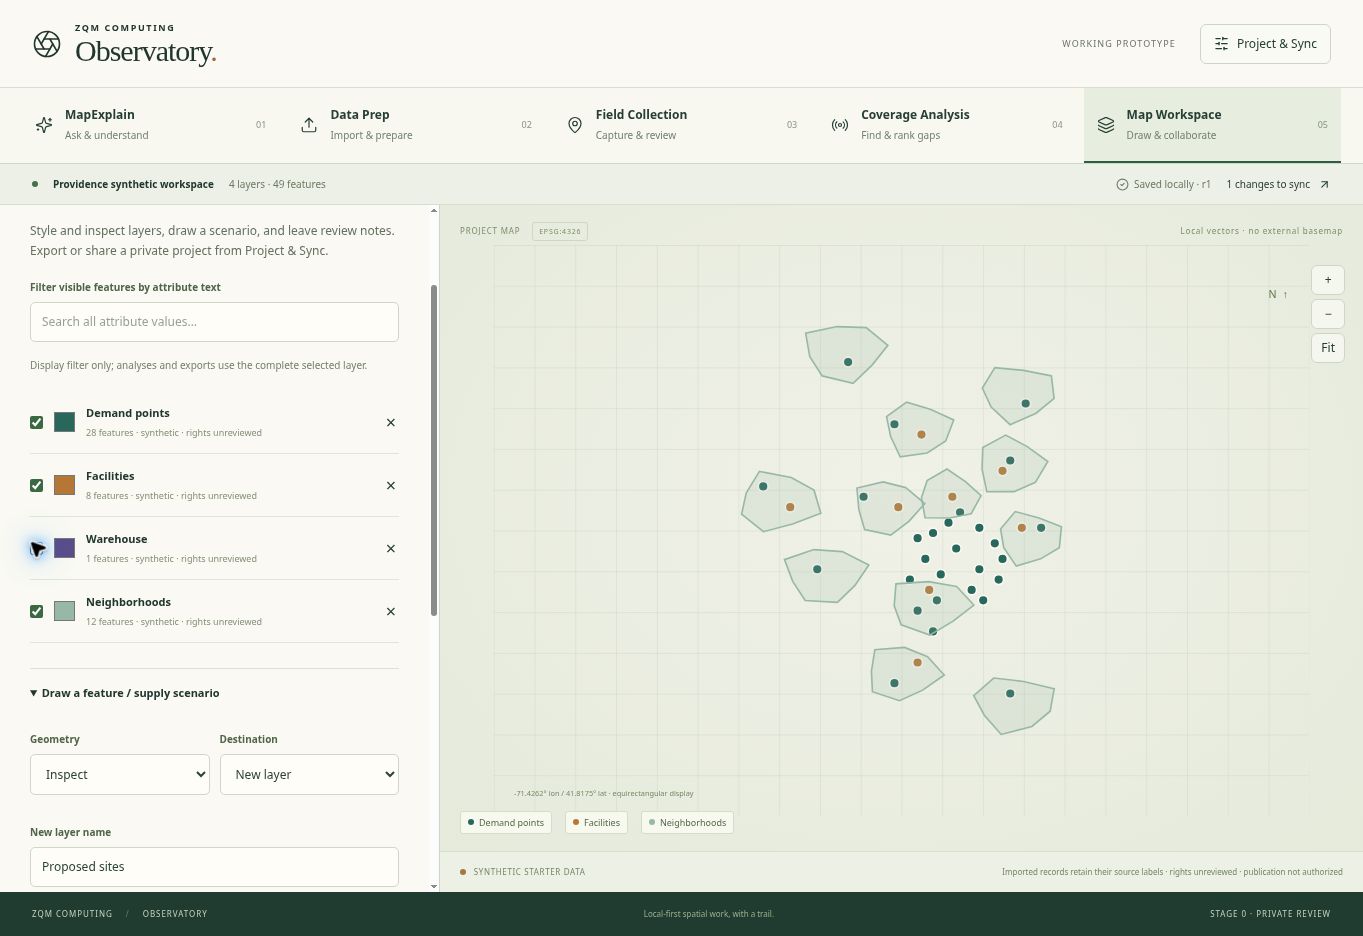 ZQM COMPUTING
Observatory.
WORKING PROTOTYPE
Project & Sync
MapExplain
Ask & understand
01
Data Prep
Import & prepare
02
Field Collection
Capture & review
03
Coverage Analysis
Find & rank gaps
04
Map Workspace
Draw & collaborate
05
Providence synthetic workspace
4 layers · 49 features
Saved locally · r1
1 changes to sync
Style and inspect layers, draw a scenario, and leave review notes.
Export or share a private project from Project & Sync.
Filter visible features by attribute text
Search all attribute values...
Display filter only; analyses and exports use the complete selected layer.
Demand points
28 features · synthetic · rights unreviewed
Facilities
8 features · synthetic · rights unreviewed
Warehouse
1 features · synthetic · rights unreviewed
Neighborhoods
12 features · synthetic · rights unreviewed
Draw a feature / supply scenario
Geometry
Destination
Inspect
New layer
New layer name
Proposed sites
PROJECT MAP
EPSG:4326
Local vectors · no external basemap
N ↑
+
−
Fit
-71.4262° lon / 41.8175° lat · equirectangular display
Demand points
Facilities
Neighborhoods
SYNTHETIC STARTER DATA
Imported records retain their source labels · rights unreviewed · publication not authorized
ZQM COMPUTING / OBSERVATORY
Local-first spatial work, with a trail.
STAGE 0 · PRIVATE REVIEW